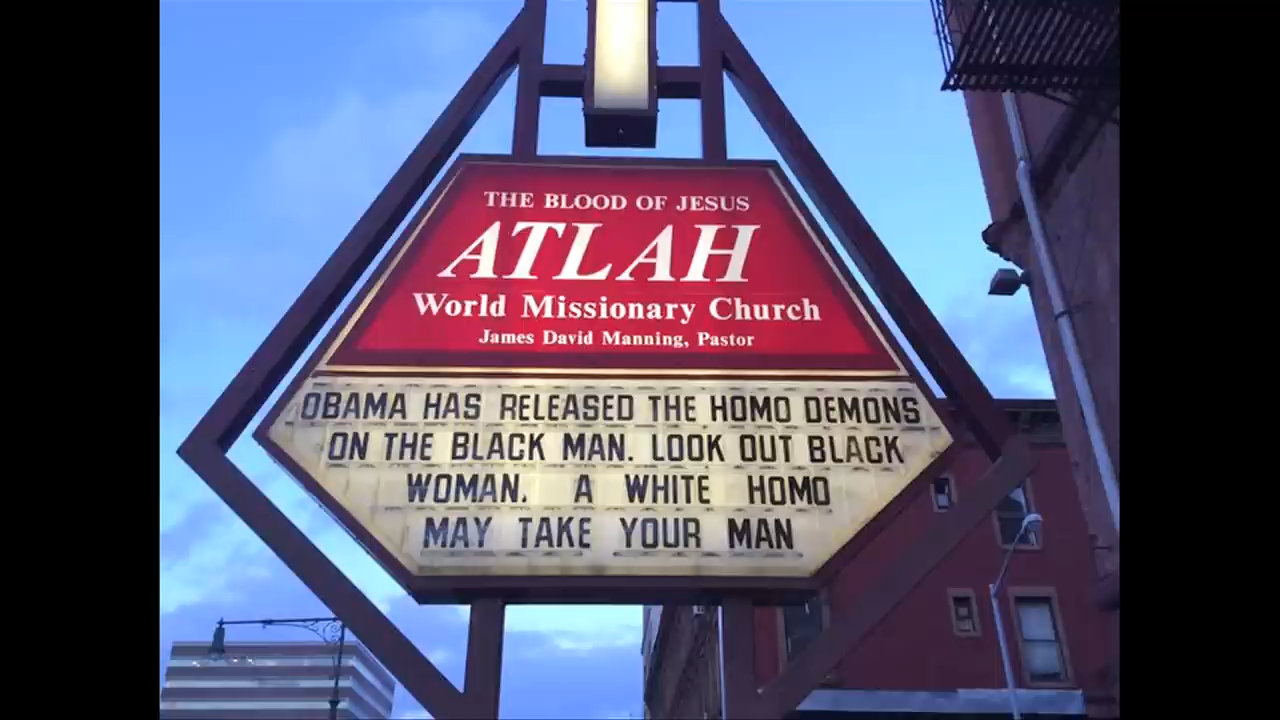 THE BLOOD OF JESUS
ATLAH
World Missionary Church
James David Manning, Pastor
OBAMA HAS RELEASED THE HOMO DEMONS
ON THE BLACK MAN. LOOK OUT BLACK
WOMAN. A WHITE HOMO
MAY TAKE YOUR MAN